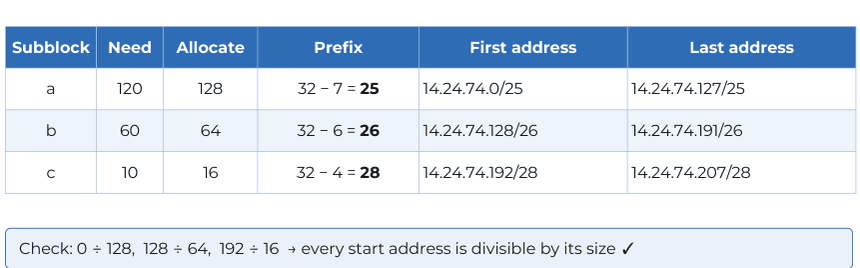 Subblock Need Allocate Prefix First address Last address
a 120 128 32 − 7 = 25 14.24.74.0/25 14.24.74.127/25
b 60 64 32 − 6 = 26 14.24.74.128/26 14.24.74.191/26
c 10 16 32 − 4 = 28 14.24.74.192/28 14.24.74.207/28
Check: 0 ÷ 128, 128 ÷ 64, 192 ÷ 16 → every start address is divisible by its size ✓